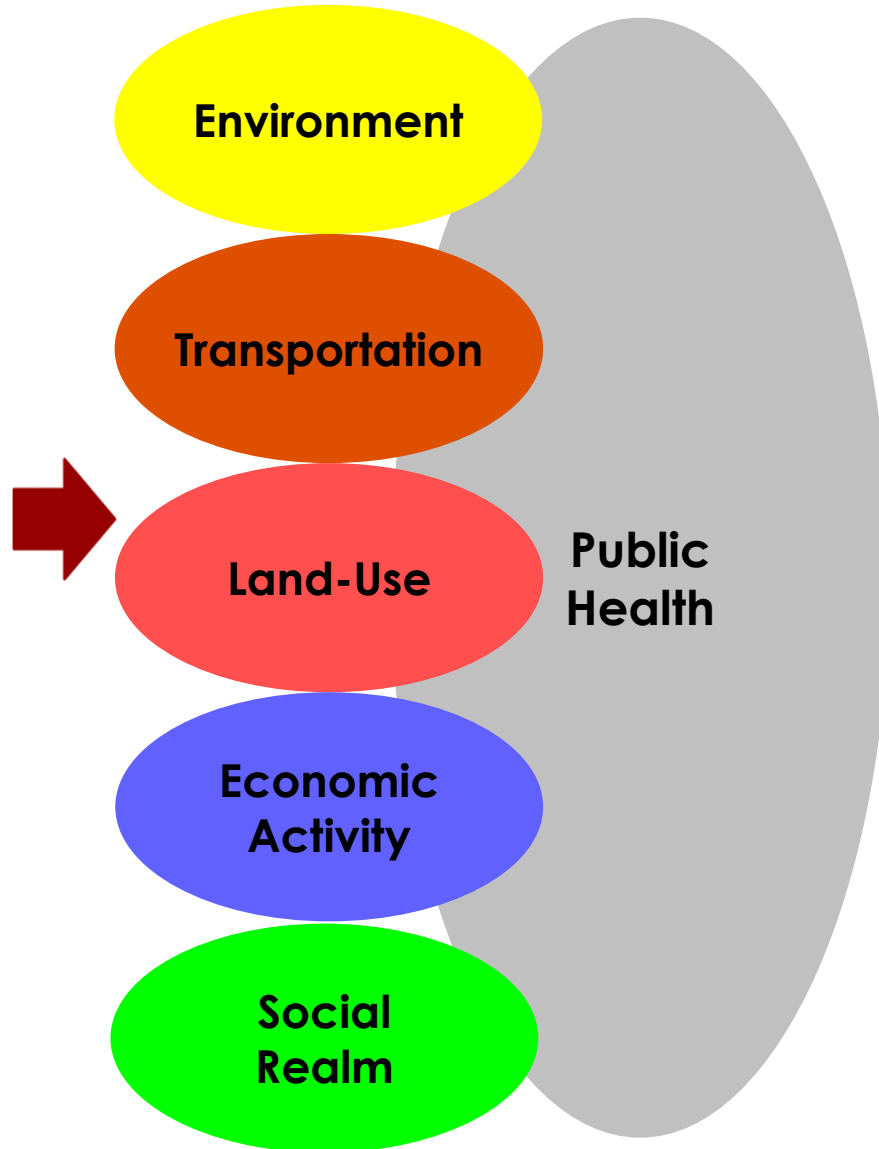 Environment
Transportation
Land-Use
Public
Health
Economic
Activity
Social
Realm